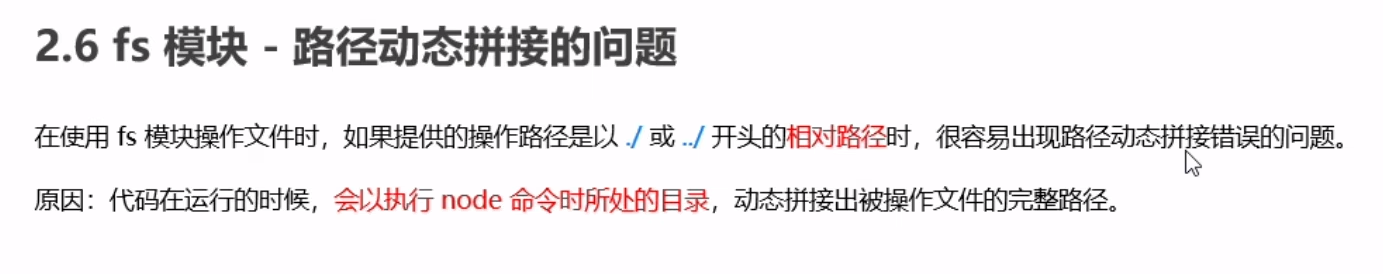 2.6 fs 模块 - 路径动态拼接的问题
在使用 fs 模块操作文件时，如果提供的操作路径是以 ./ 或 ../ 开头的相对路径时，很容易出现路径动态拼接错误的问题。
原因：代码在运行的时候，会以执行 node 命令时所处的目录，动态拼接出被操作文件的完整路径。